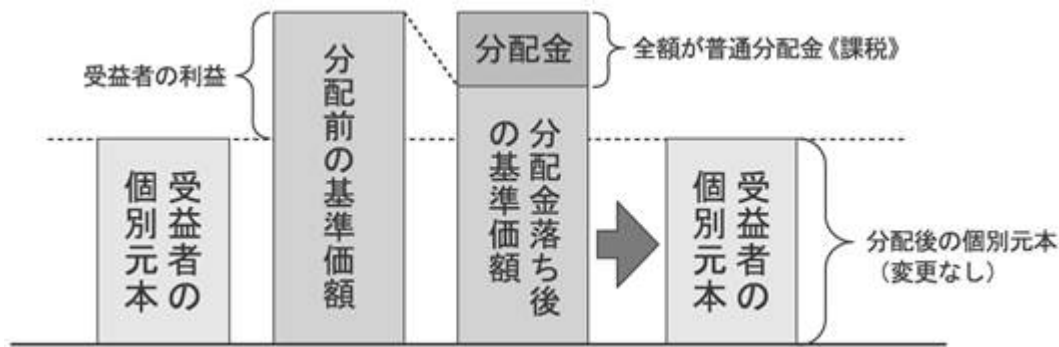 受益者の利益
受益者の
個別元本
分配前の基準価額
分配金
全額が普通分配金《課税》
分配金落ち後
の基準価額
受益者の
個別元本
分配後の個別元本
（変更なし）